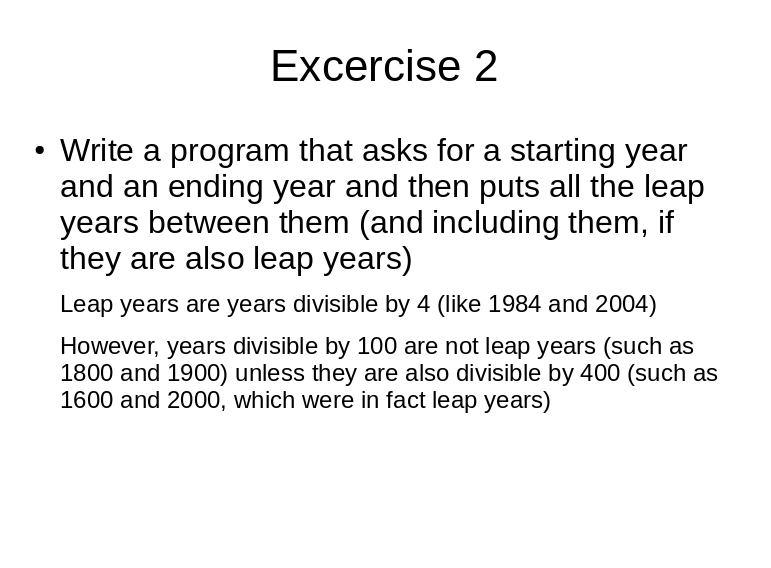 Excercise 2
• Write a program that asks for a starting year
and an ending year and then puts all the leap
years between them (and including them, if
they are also leap years)
Leap years are years divisible by 4 (like 1984 and 2004)
However, years divisible by 100 are not leap years (such as
1800 and 1900) unless they are also divisible by 400 (such as
1600 and 2000, which were in fact leap years)